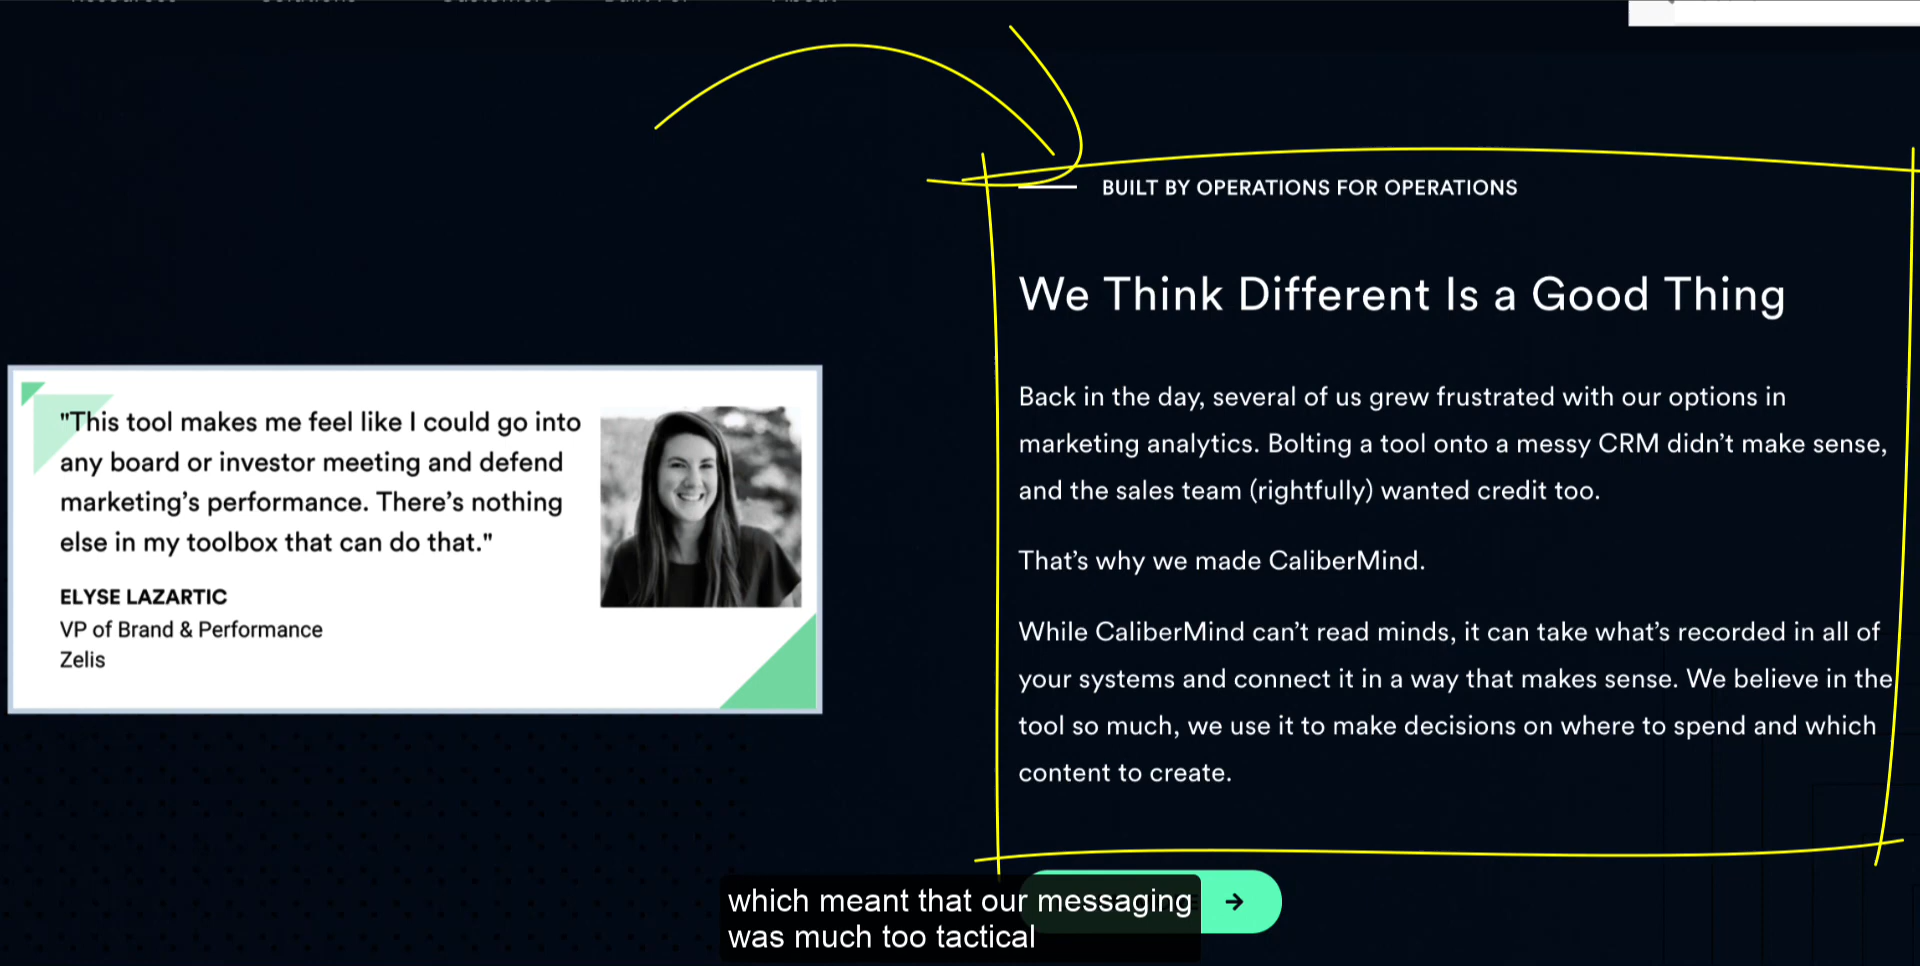 BUILT BY OPERATIONS FOR OPERATIONS
We Think Different Is a Good Thing
Back in the day, several of us grew frustrated with our options in
marketing analytics. Bolting a tool onto a messy CRM didn’t make sense,
and the sales team (rightfully) wanted credit too.
That’s why we made CaliberMind.
While CaliberMind can’t read minds, it can take what’s recorded in all of
your systems and connect it in a way that makes sense. We believe in the
tool so much, we use it to make decisions on where to spend and which
content to create.
"This tool makes me feel like I could go into
any board or investor meeting and defend
marketing’s performance. There’s nothing
else in my toolbox that can do that."
ELYSE LAZARTIC
VP of Brand & Performance
Zelis
which meant that our messaging
was much too tactical